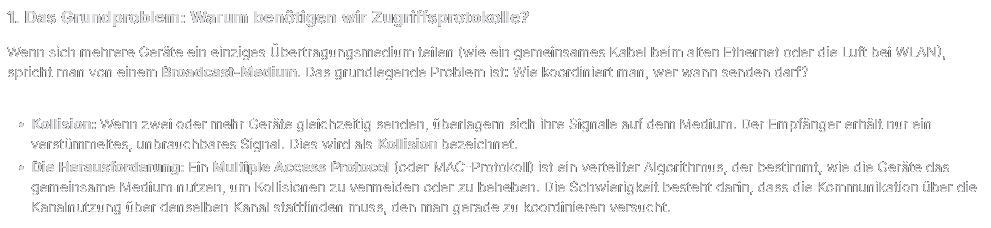 1. Das Grundproblem: Warum benötigen wir Zugriffsprotokolle?
Wenn sich mehrere Geräte ein einziges Übertragungsmedium teilen (wie ein gemeinsames Kabel beim alten Ethernet oder die Luft bei WLAN),
spricht man von einem Broadcast-Medium. Das grundlegende Problem ist: Wie koordiniert man, wer wann senden darf?
• Kollision: Wenn zwei oder mehr Geräte gleichzeitig senden, überlagern sich ihre Signale auf dem Medium. Der Empfänger erhält nur ein
verstümmeltes, unbrauchbares Signal. Dies wird als Kollision bezeichnet.
• Die Herausforderung: Ein Multiple Access Protocol (oder MAC-Protokoll) ist ein verteilter Algorithmus, der bestimmt, wie die Geräte das
gemeinsame Medium nutzen, um Kollisionen zu vermeiden oder zu beheben. Die Schwierigkeit besteht darin, dass die Kommunikation über die
Kanalnutzung über denselben Kanal stattfinden muss, den man gerade zu koordinieren versucht.